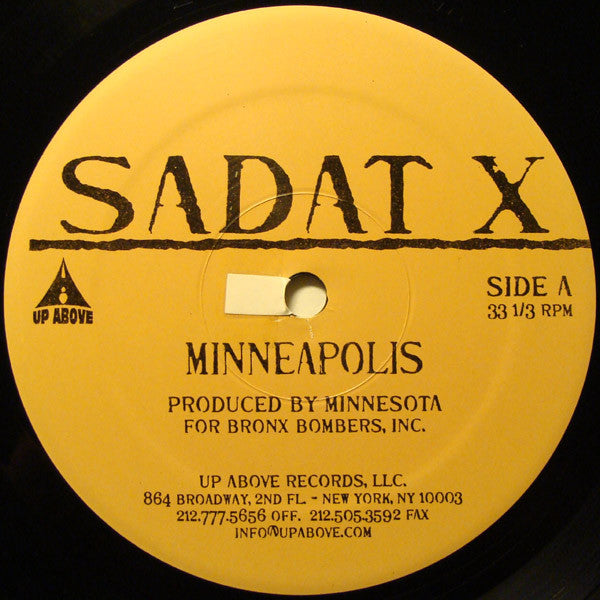 SADAT X
UP ABOVE
SIDE A
33 1/3 RPM
MINNEAPOLIS
PRODUCED BY MINNESOTA
FOR BRONX BOMBERS, INC.
UP ABOVE RECORDS, LLC.
864 BROADWAY, 2ND FL. - NEW YORK, NY 10003
212.777.5656 OFF. 212.505.3592 FAX
INFO@UPABOVE.COM